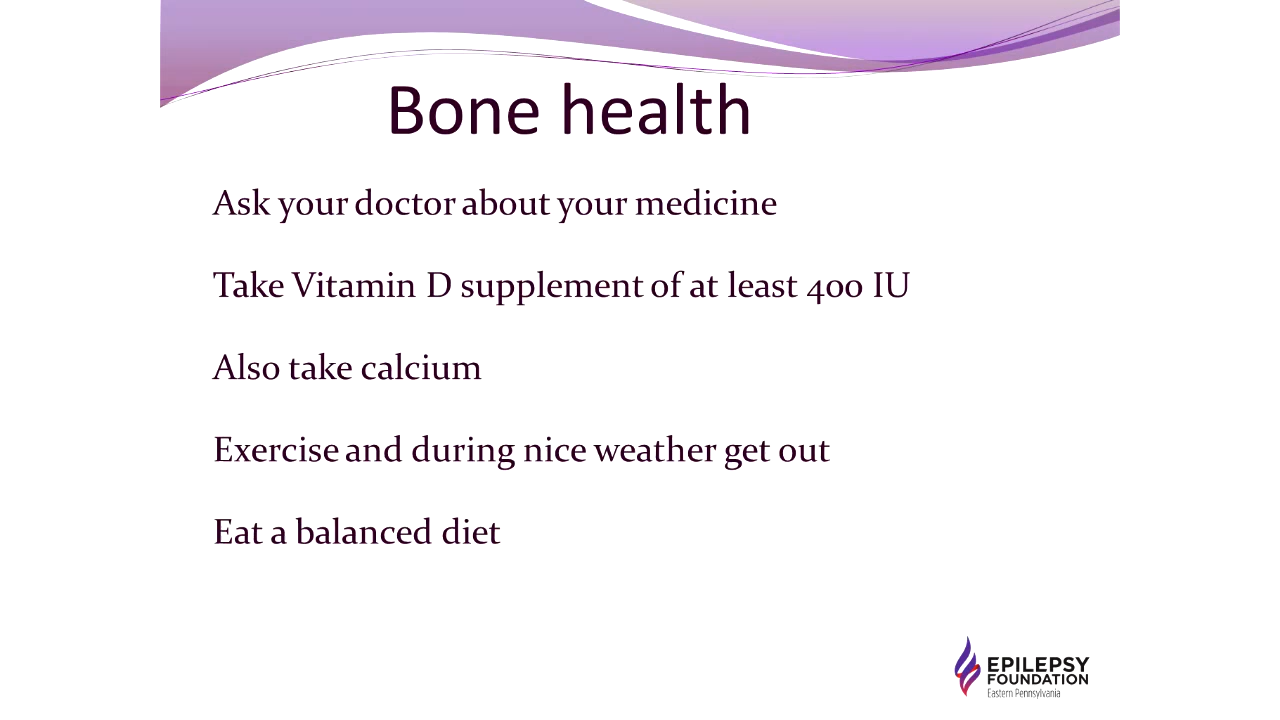 Bone health
Ask your doctor about your medicine
Take Vitamin D supplement of at least 400 IU
Also take calcium
Exercise and during nice weather get out
Eat a balanced diet
EPILEPSY
FOUNDATION
Eastern Pennsylvania